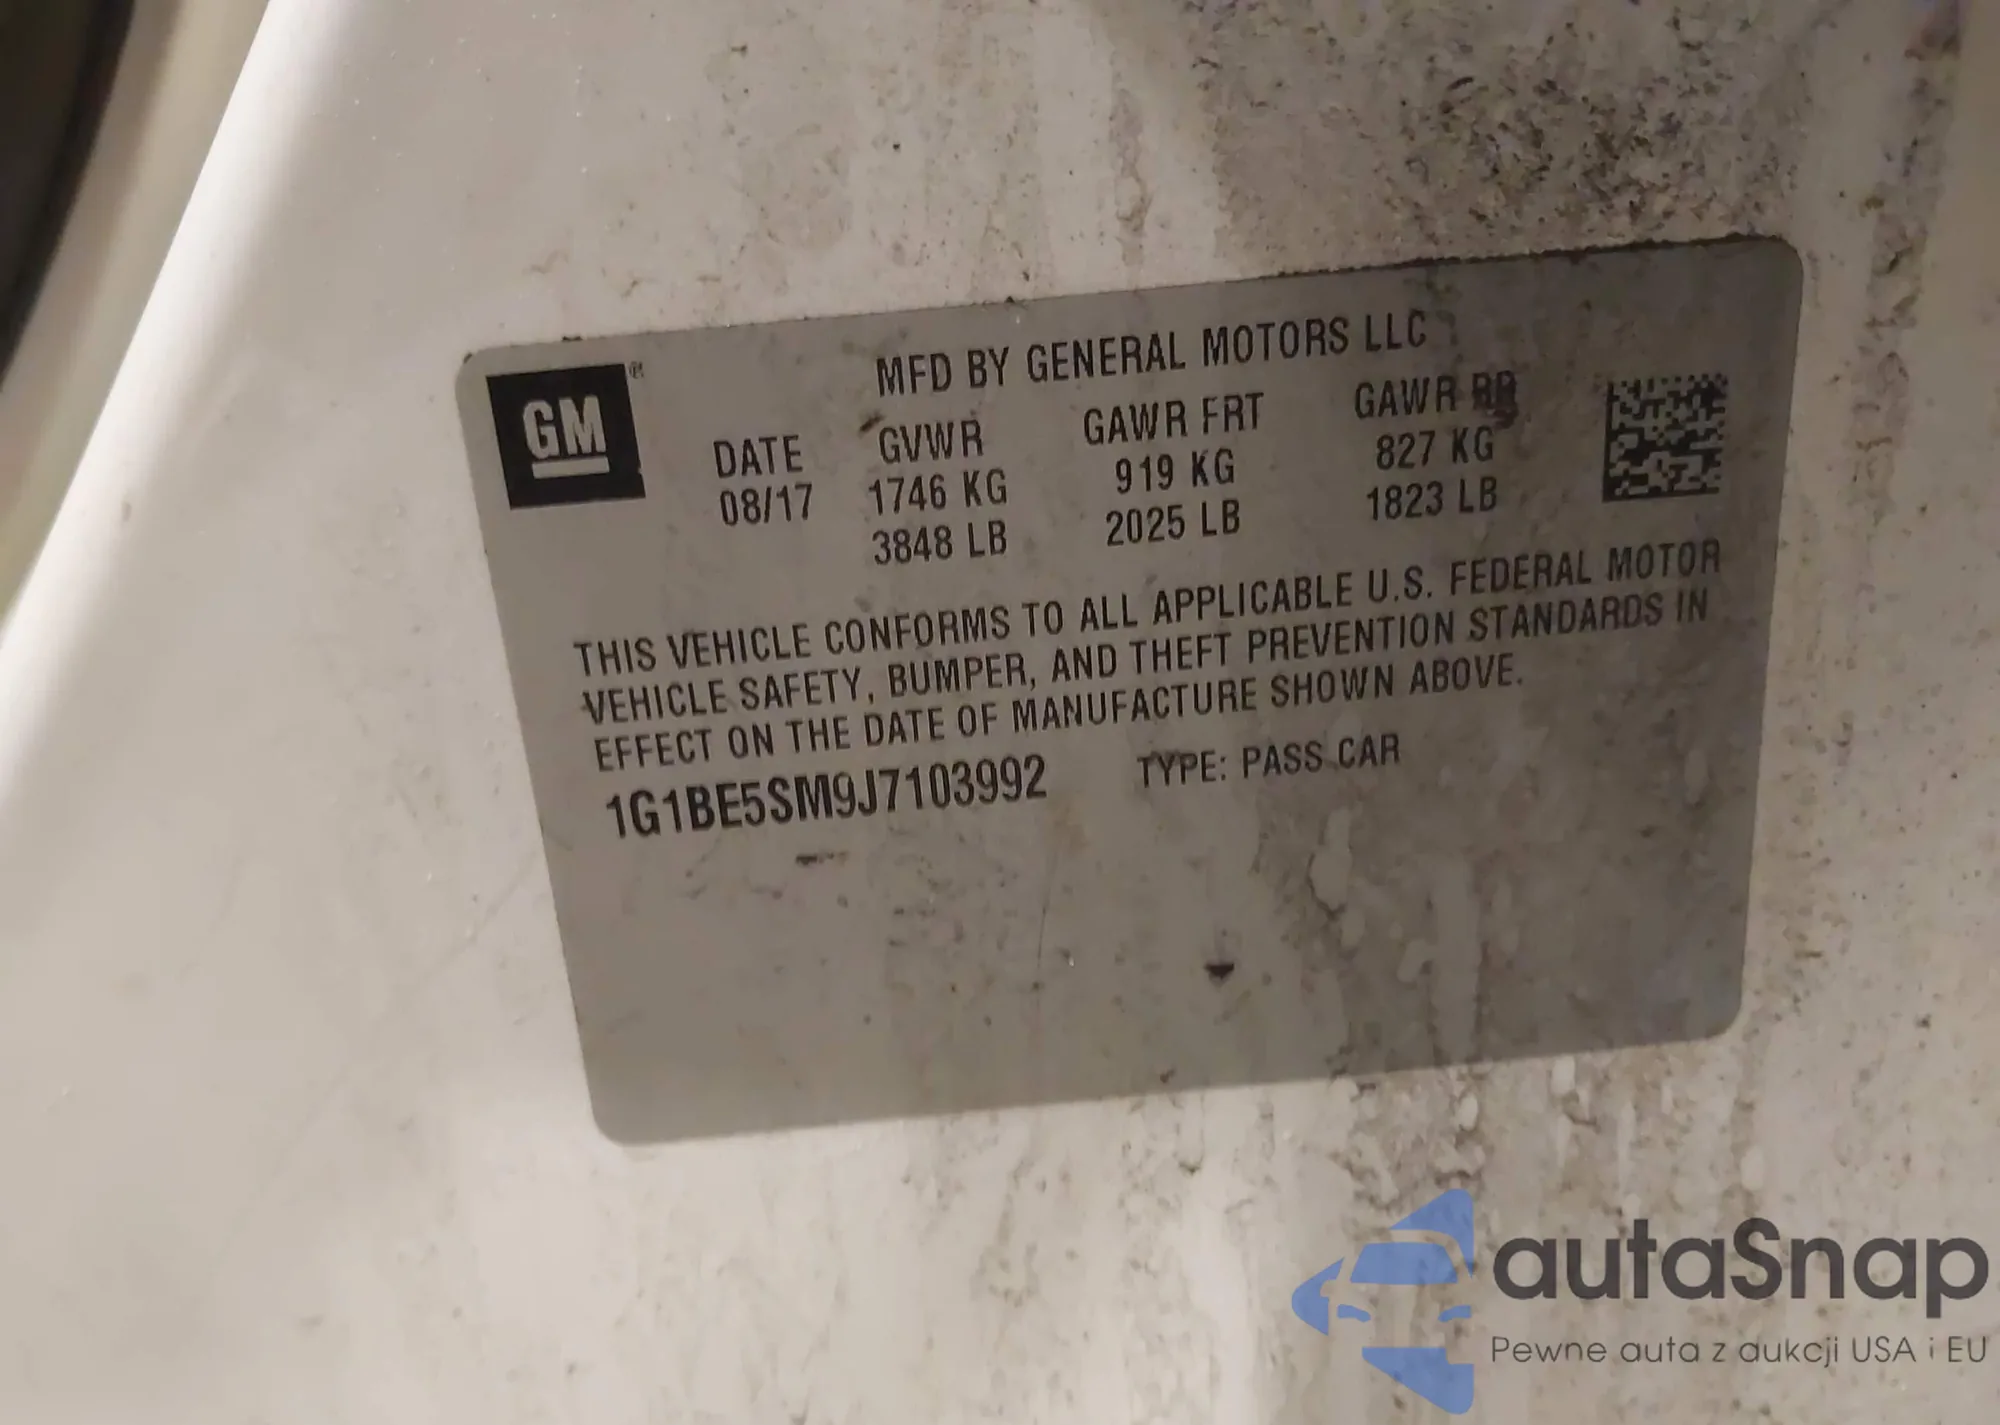 GM®
MFD BY GENERAL MOTORS LLC
DATE GVWR GAWR FRT GAWR RR
08/17 1746 KG 919 KG 827 KG
3848 LB 2025 LB 1823 LB
THIS VEHICLE CONFORMS TO ALL APPLICABLE U.S. FEDERAL MOTOR
VEHICLE SAFETY, BUMPER, AND THEFT PREVENTION STANDARDS IN
EFFECT ON THE DATE OF MANUFACTURE SHOWN ABOVE.
1G1BE5SM9J7103992 TYPE: PASS CAR
autaSnap
Pewne auta z aukcji USA i EU